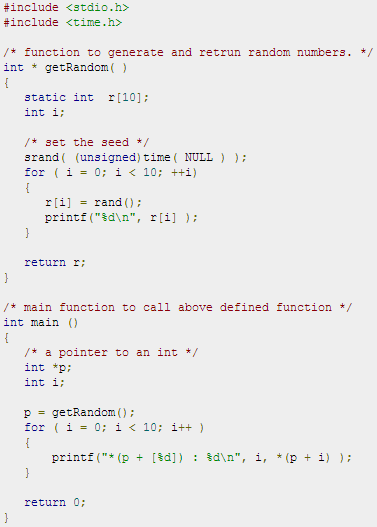 #include <stdio.h>
#include <time.h>

/* function to generate and retrun random numbers. */
int * getRandom( )
{
   static int  r[10];
   int i;

   /* set the seed */
   srand( (unsigned)time( NULL ) );
   for ( i = 0; i < 10; ++i)
   {
      r[i] = rand();
      printf("%d\n", r[i] );
   }

   return r;
}

/* main function to call above defined function */
int main ()
{
   /* a pointer to an int */
   int *p;
   int i;

   p = getRandom();
   for ( i = 0; i < 10; i++ )
   {
       printf("*(p + [%d]) : %d\n", i, *(p + i) );
   }

   return 0;
}